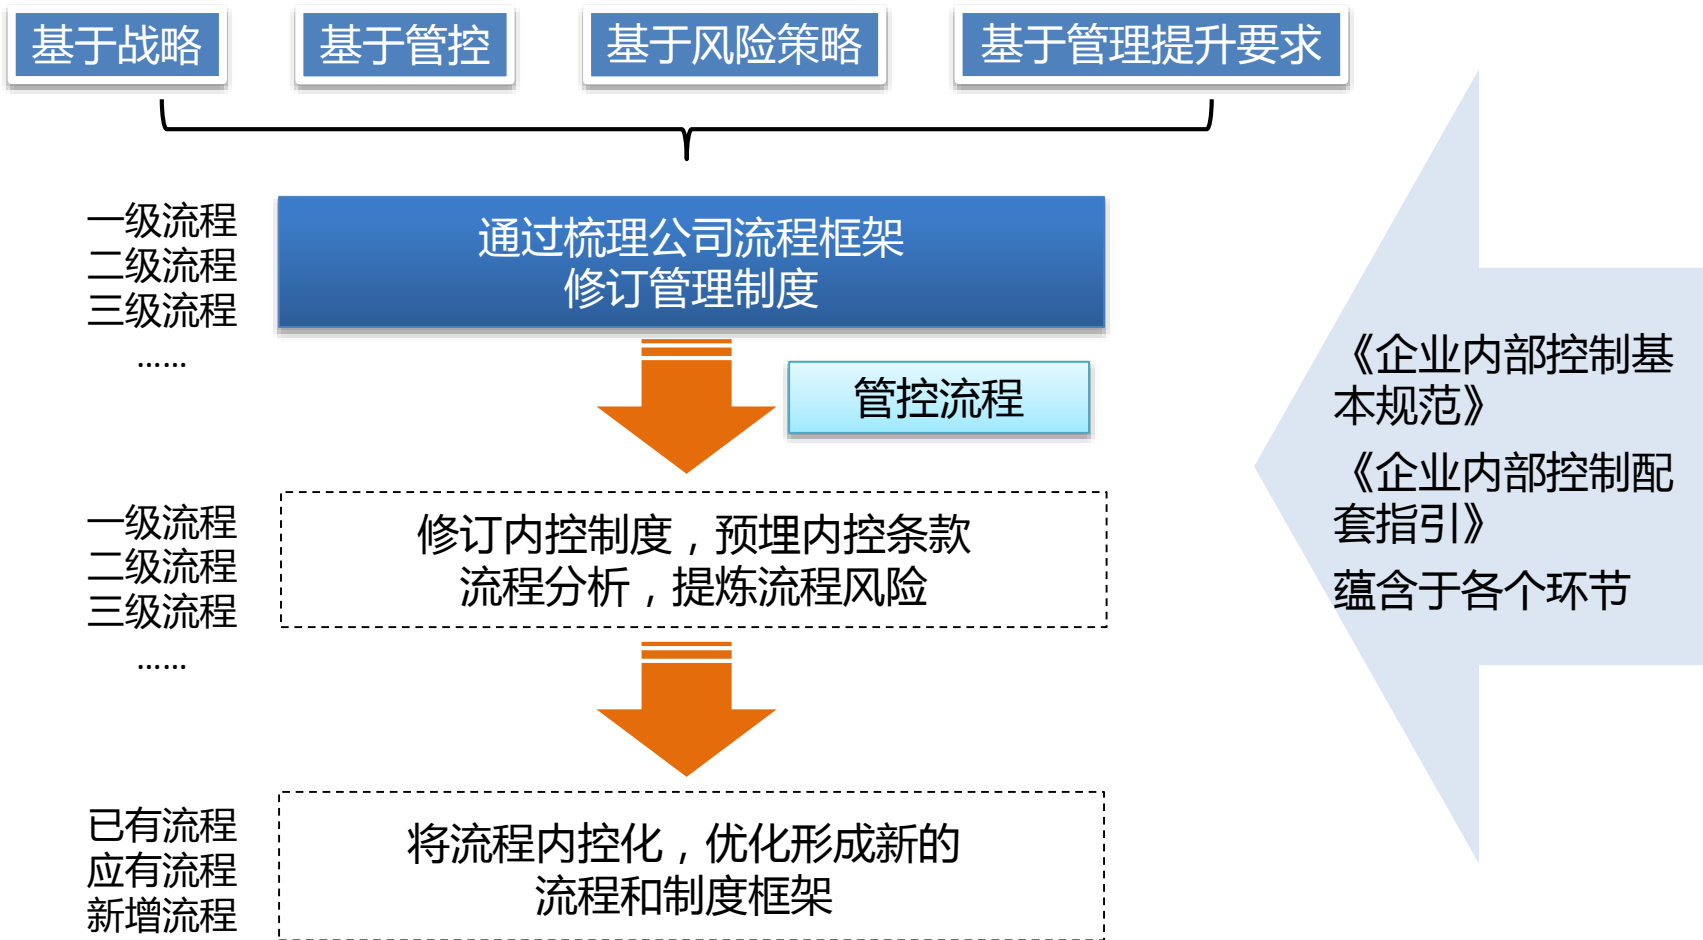 基于战略
基于管控
基于风险策略
基于管理提升要求
一级流程
二级流程
三级流程
……
通过梳理公司流程框架
修订管理制度
管控流程
一级流程
二级流程
三级流程
……
修订内控制度，预埋内控条款
流程分析，提炼流程风险
已有流程
应有流程
新增流程
将流程内控化，优化形成新的
流程和制度框架
《企业内部控制基
本规范》
《企业内部控制配
套指引》
蕴含于各个环节